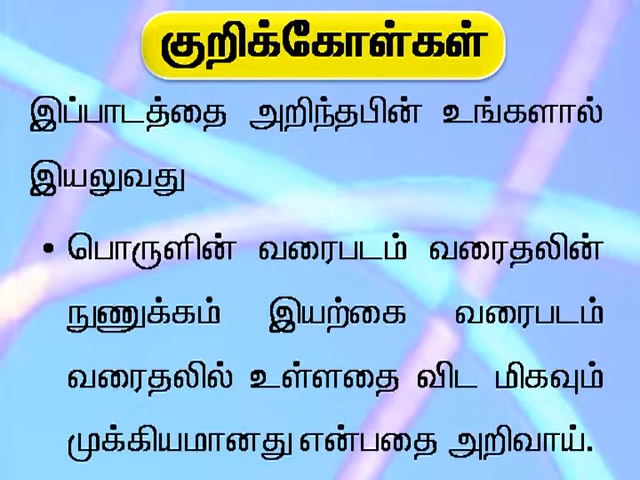 குறிக்கோள்கள்
இப்பாடத்தை அறிந்தபின் உங்களால்
இயலுவது
• பொருளின் வரைபடம் வரைதலின்
நுணுக்கம் இயற்கை வரைபடம்
வரைதலில் உள்ளதை விட மிகவும்
முக்கியமானது என்பதை அறிவாய்.